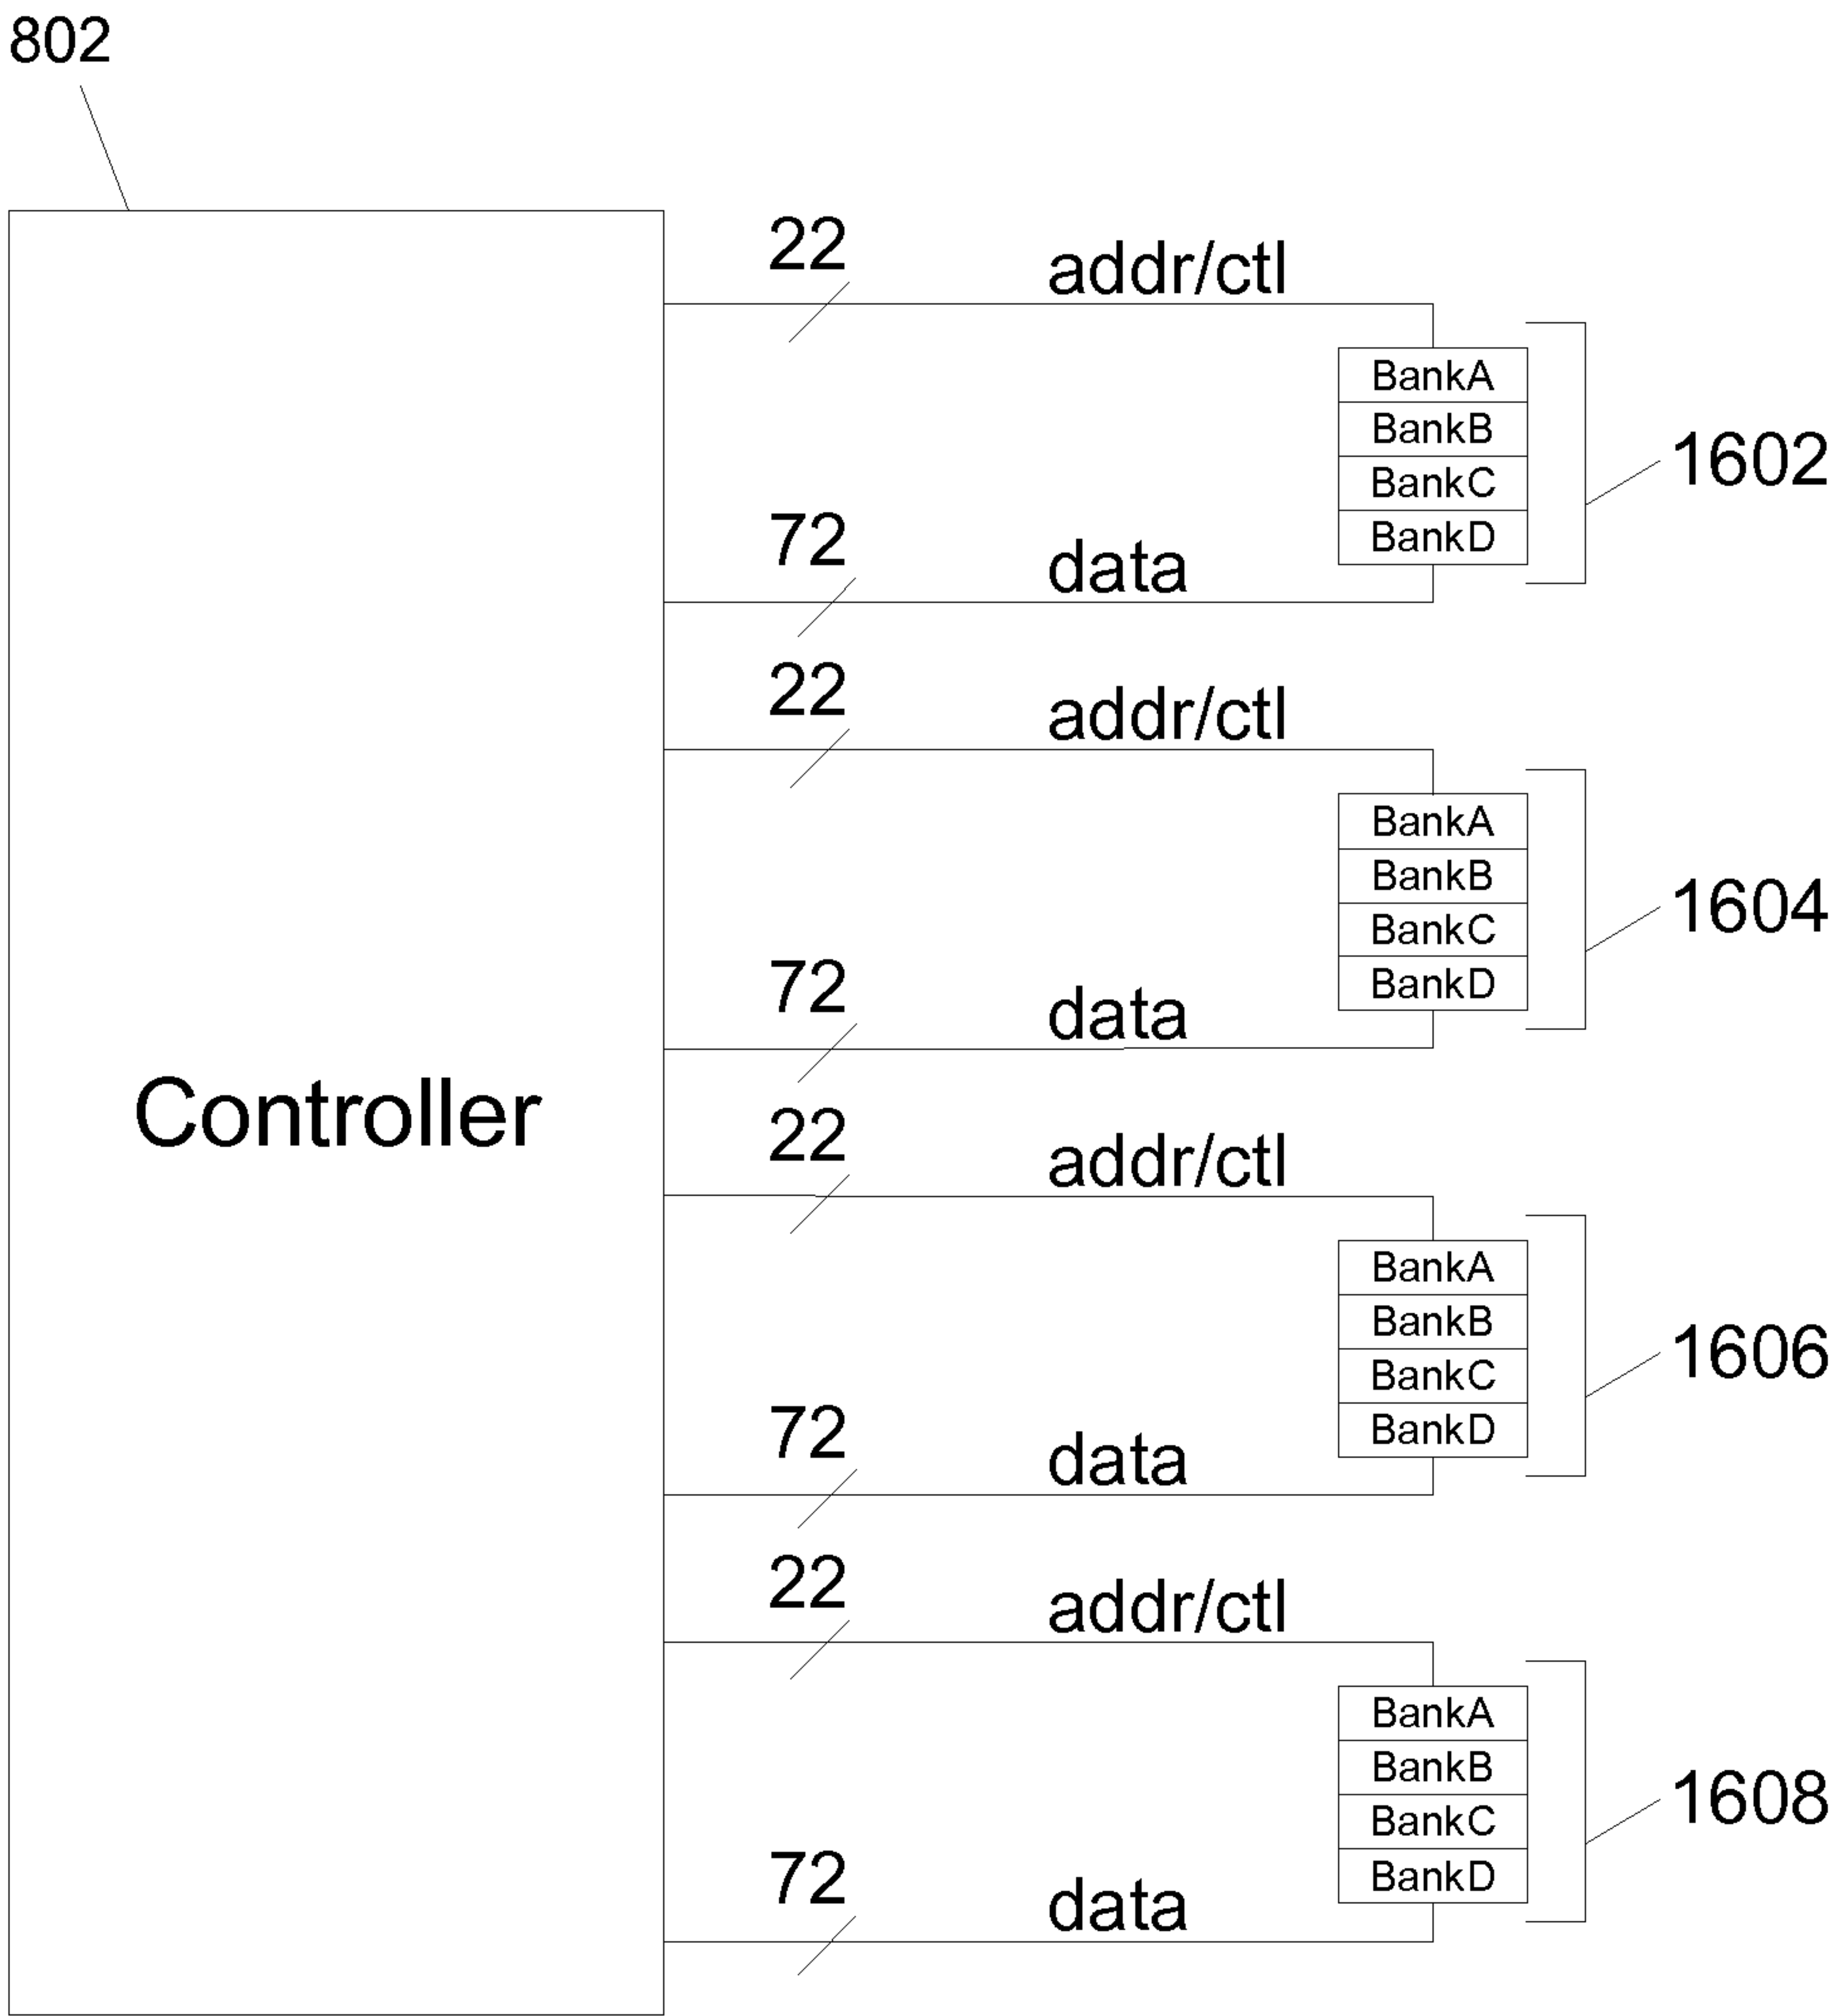 802
22 addr/ctl
BankA
BankB
BankC
BankD
1602
72 data
22 addr/ctl
BankA
BankB
BankC
BankD
1604
72 data
Controller
22 addr/ctl
BankA
BankB
BankC
BankD
1606
72 data
22 addr/ctl
BankA
BankB
BankC
BankD
1608
72 data